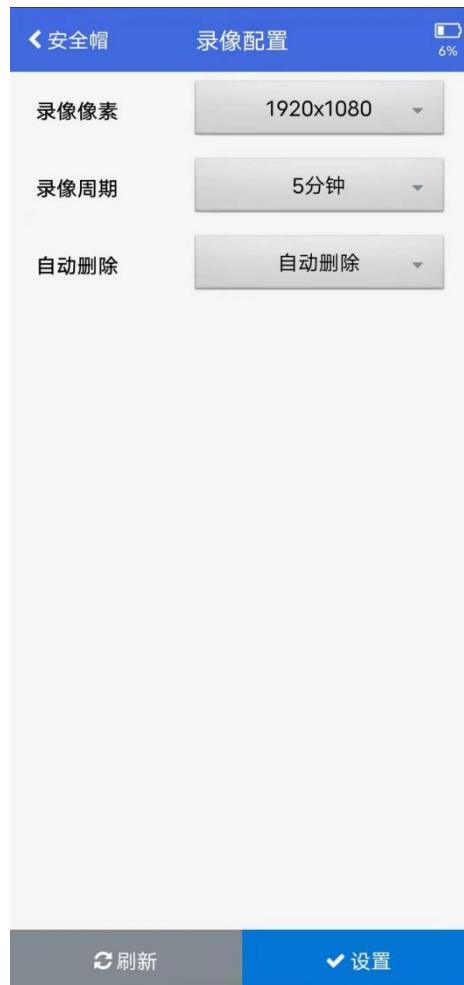 安全帽 录像配置 6%
录像像素 1920x1080
录像周期 5分钟
自动删除 自动删除
刷新 设置